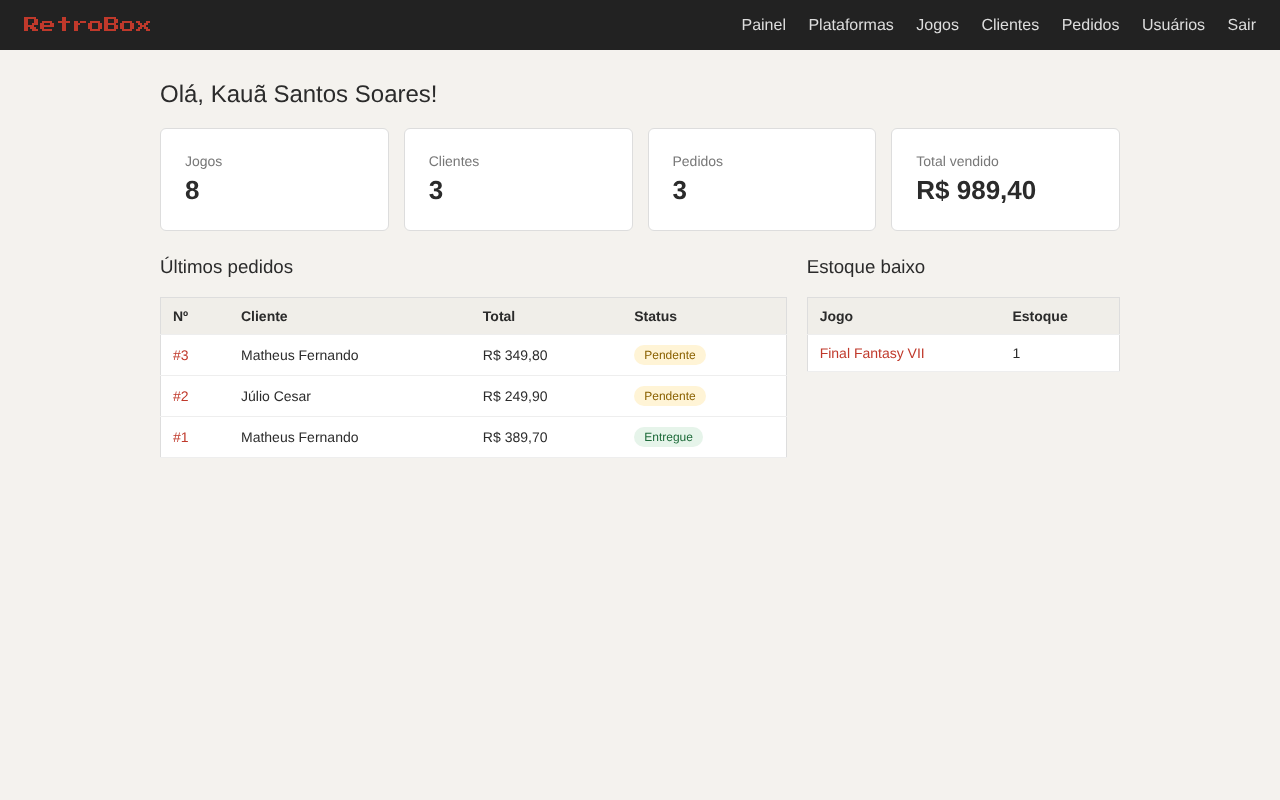 RetroBox Painel Plataformas Jogos Clientes Pedidos Usuários Sair
Olá, Kauã Santos Soares!
Jogos
8
Clientes
3
Pedidos
3
Total vendido
R$ 989,40
Últimos pedidos
Nº Cliente Total Status
#3 Matheus Fernando R$ 349,80 Pendente
#2 Júlio Cesar R$ 249,90 Pendente
#1 Matheus Fernando R$ 389,70 Entregue
Estoque baixo
Jogo Estoque
Final Fantasy VII 1